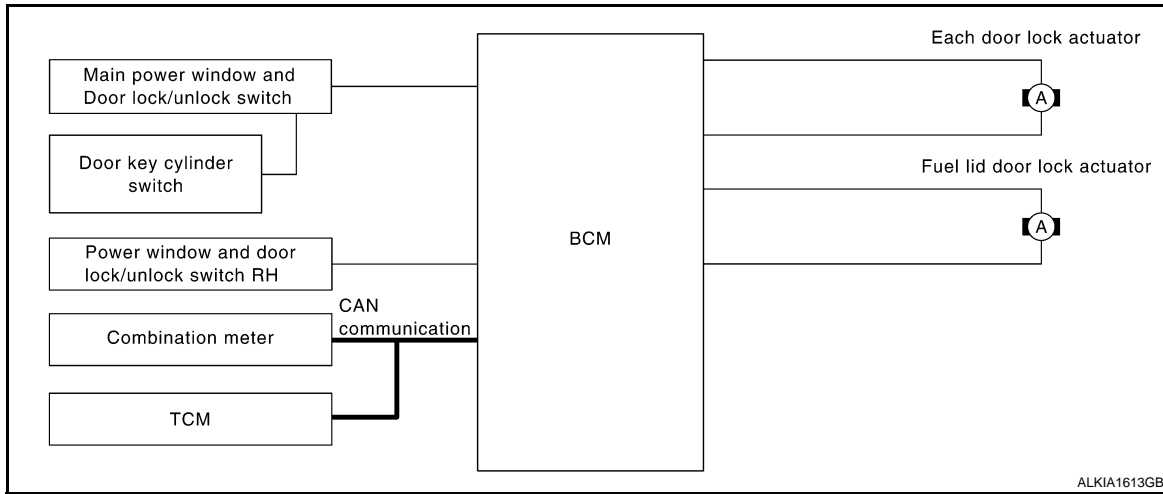 Main power window and
Door lock/unlock switch
Door key cylinder
switch
Power window and door
lock/unlock switch RH
Combination meter
TCM
CAN
communication
BCM
Each door lock actuator
A
Fuel lid door lock actuator
A
ALKIA1613GB